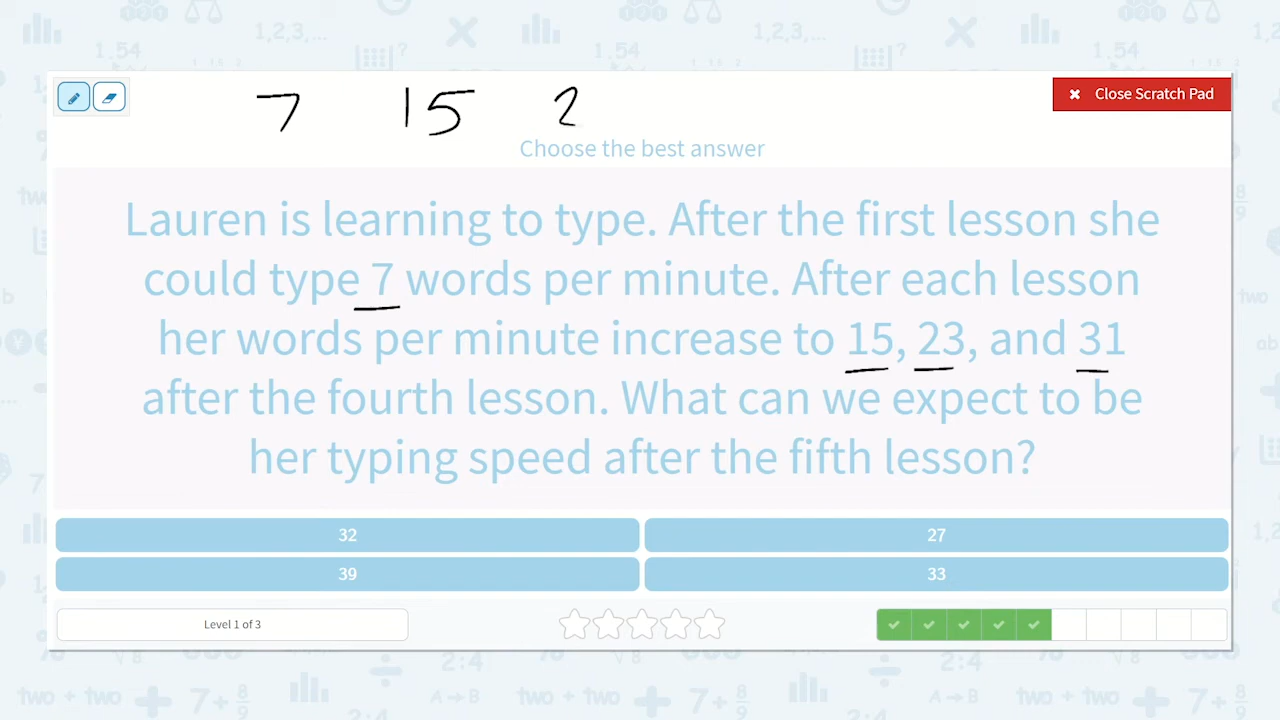 7 15 2
Close Scratch Pad
Choose the best answer
Lauren is learning to type. After the first lesson she
could type 7 words per minute. After each lesson
her words per minute increase to 15, 23, and 31
after the fourth lesson. What can we expect to be
her typing speed after the fifth lesson?
32
27
39
33
Level 1 of 3